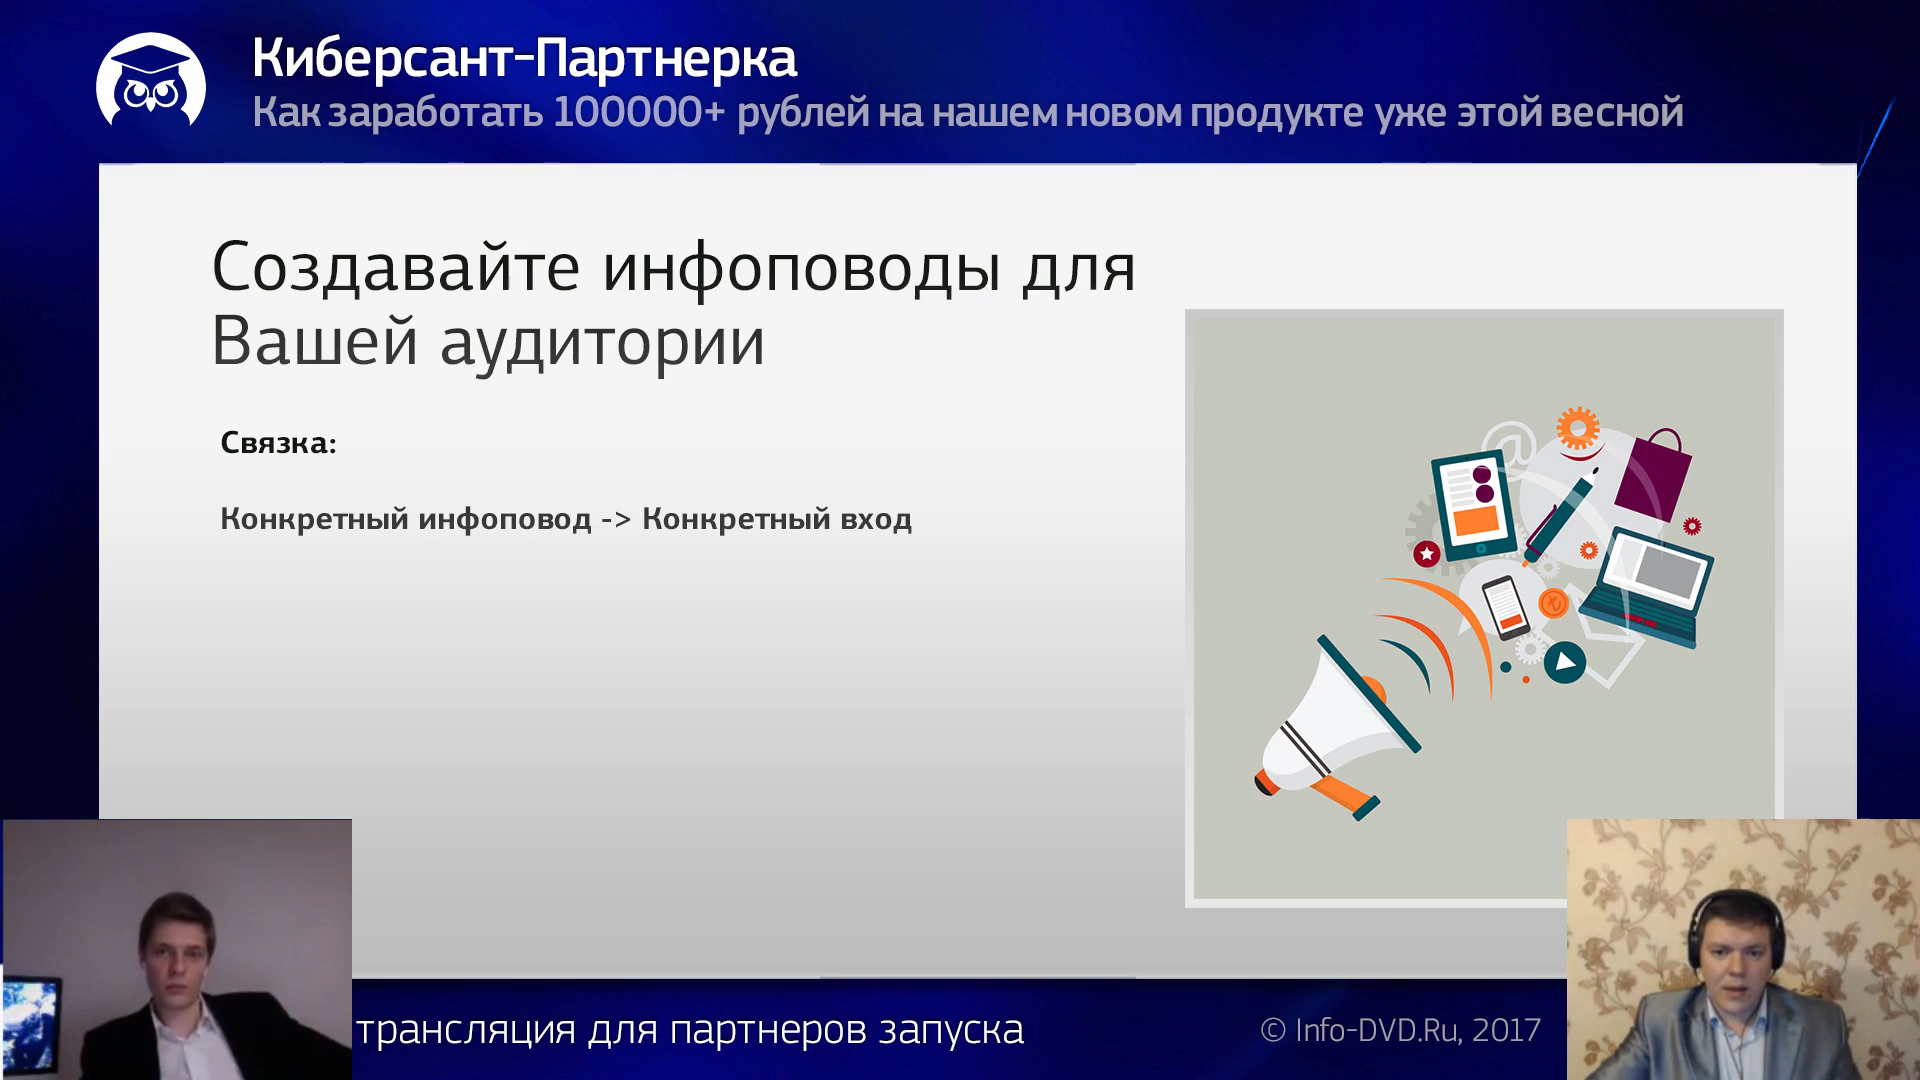 Киберсант-Партнерка
Как заработать 100000+ рублей на нашем новом продукте уже этой весной
Создавайте инфоповоды для
Вашей аудитории
Связка:
Конкретный инфоповод -> Конкретный вход
@
трансляция для партнеров запуска
© Info-DVD.Ru, 2017